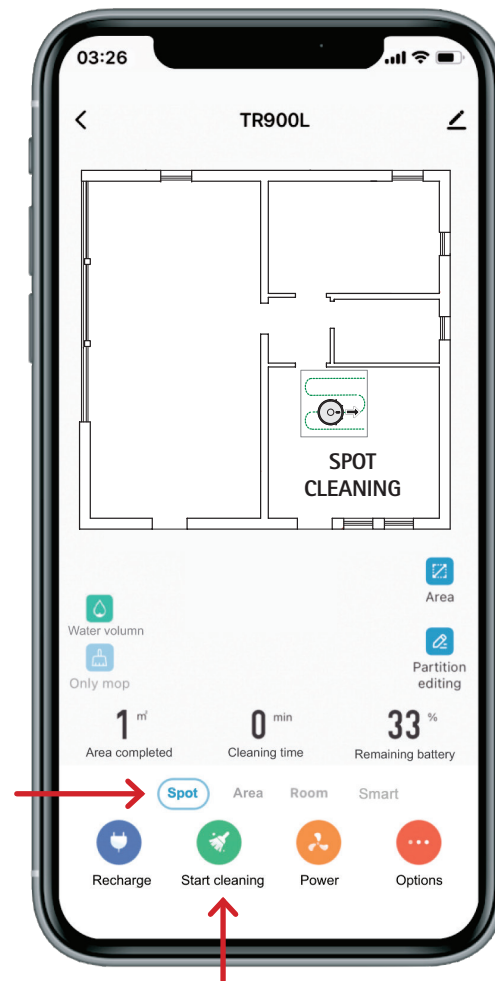 03:26
TR900L
SPOT
CLEANING
Area
Water volumn
Partition
editing
Only mop
1 ㎡
0 min
33 %
Area completed
Cleaning time
Remaining battery
Spot
Area
Room
Smart
Recharge
Start cleaning
Power
Options